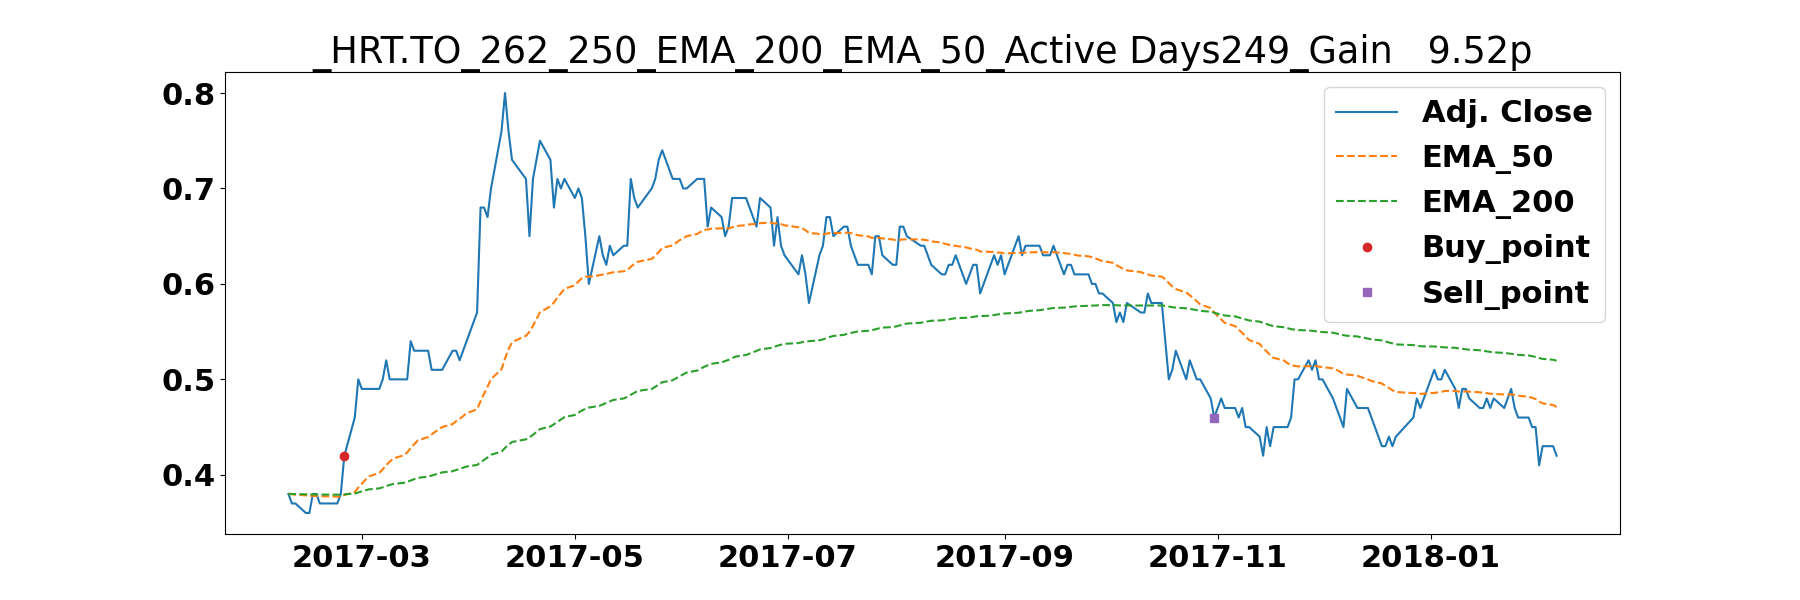 _HRT.TO_262_250_EMA_200_EMA_50_Active Days249_Gain   9.52p
0.8
0.7
0.6
0.5
0.4
Adj. Close
EMA_50
EMA_200
Buy_point
Sell_point
2017-03 2017-05 2017-07 2017-09 2017-11 2018-01